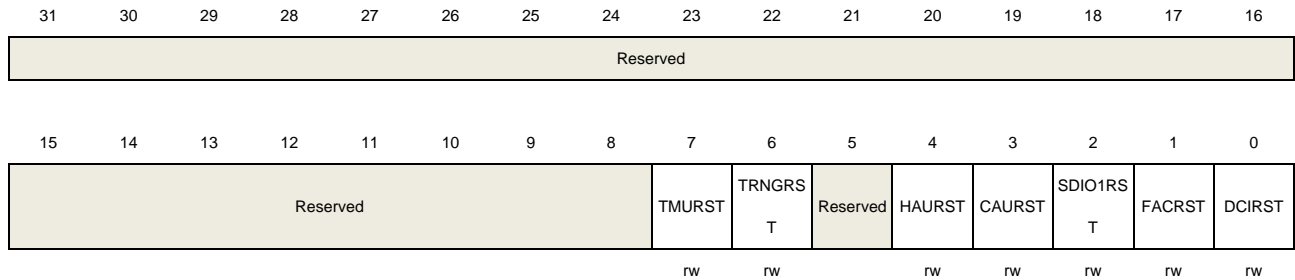 31 30 29 28 27 26 25 24 23 22 21 20 19 18 17 16
Reserved
15 14 13 12 11 10 9 8 7 6 5 4 3 2 1 0
Reserved TMURST TRNGRS
T Reserved HAURST CAURST SDIO1RS
T FACRST DCIRST
rw rw rw rw rw rw rw